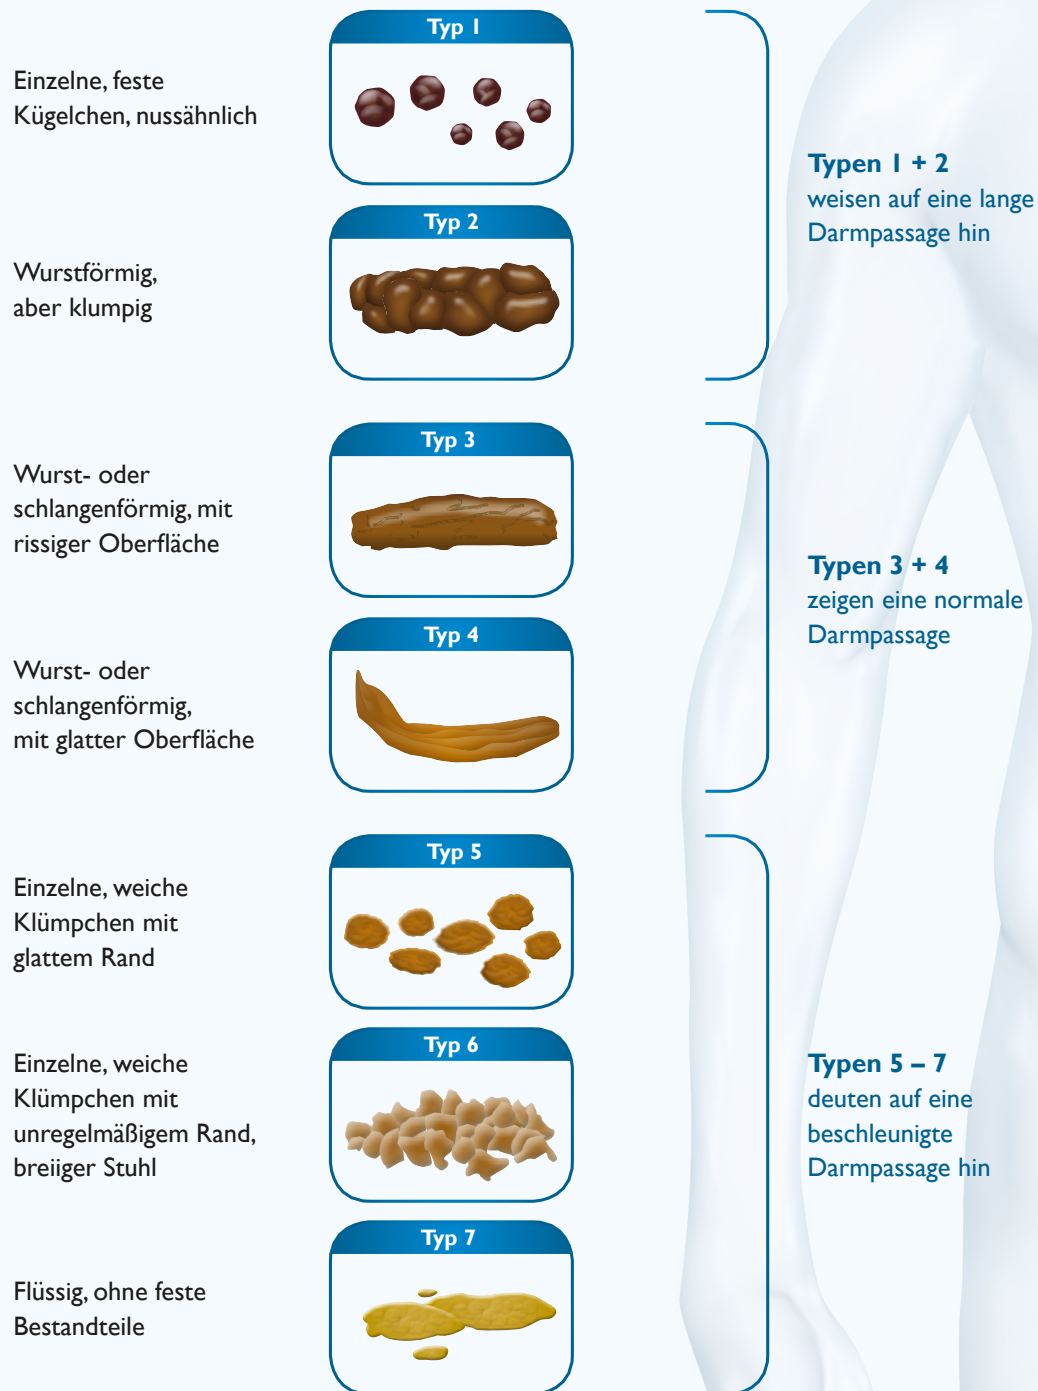 Typ 1
Einzelne, feste
Kügelchen, nussähnlich
Typ 2
Wurstförmig,
aber klumpig
Typen 1 + 2
weisen auf eine lange
Darmpassage hin
Typ 3
Wurst- oder
schlangenförmig, mit
rissiger Oberfläche
Typ 4
Wurst- oder
schlangenförmig,
mit glatter Oberfläche
Typen 3 + 4
zeigen eine normale
Darmpassage
Typ 5
Einzelne, weiche
Klümpchen mit
glattem Rand
Typ 6
Einzelne, weiche
Klümpchen mit
unregelmäßigem Rand,
breiiger Stuhl
Typ 7
Flüssig, ohne feste
Bestandteile
Typen 5 – 7
deuten auf eine
beschleunigte
Darmpassage hin